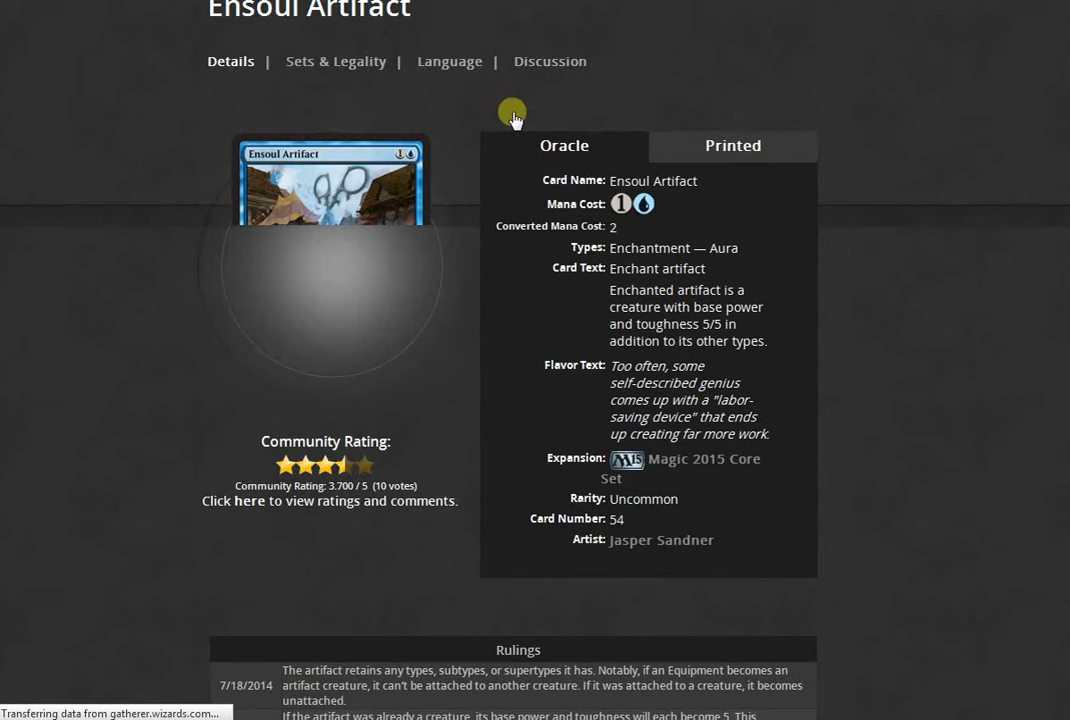 Ensoul Artifact
Details | Sets & Legality | Language | Discussion
Ensoul Artifact 1
Oracle
Printed
Card Name: Ensoul Artifact
Mana Cost: 1
Converted Mana Cost: 2
Types: Enchantment — Aura
Card Text: Enchant artifact
Enchanted artifact is a
creature with base power
and toughness 5/5 in
addition to its other types.
Flavor Text: Too often, some
self-described genius
comes up with a "labor-
saving device" that ends
up creating far more work.
Expansion: M15 Magic 2015 Core
Set
Rarity: Uncommon
Card Number: 54
Artist: Jasper Sandner
Community Rating:
Community Rating: 3.700 / 5 (10 votes)
Click here to view ratings and comments.
Rulings
7/18/2014 The artifact retains any types, subtypes, or supertypes it has. Notably, if an Equipment becomes an
artifact creature, it can't be attached to another creature. If it was attached to a creature, it becomes
unattached.
If the artifact was already a creature, its base power and toughness will each become 5. This
Transferring data from gatherer.wizards.com...